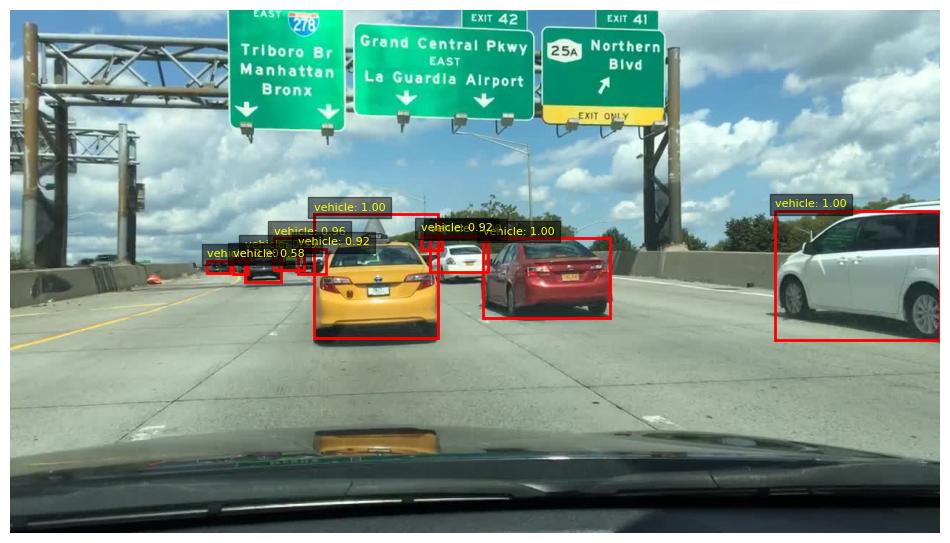 EAST 278
Triboro Br
Manhattan
Bronx
EXIT 42
Grand Central Pkwy
EAST
La Guardia Airport
EXIT 41
25A Northern
Blvd
EXIT ONLY
vehicle: 1.00
vehicle: 1.00
vehicle: 0.92
vehicle: 1.00
vehicle: 0.96
vehicle: 0.92
vehicle: 0.58